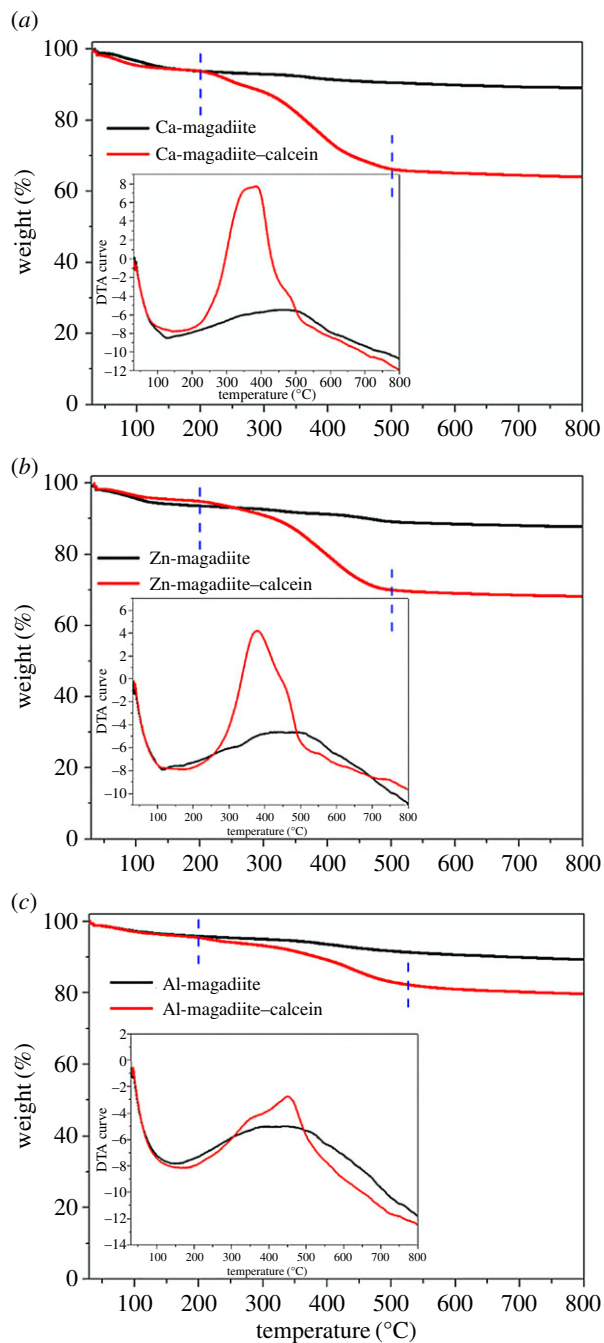 (a)
100
80
60
40
20
0
weight (%)
Ca-magadiite
Ca-magadiite–calcein
8
6
4
2
0
−2
−4
−6
−8
−10
−12
DTA curve
100 200 300 400 500 600 700 800
temperature (°C)
100 200 300 400 500 600 700 800
(b)
100
80
60
40
20
0
weight (%)
Zn-magadiite
Zn-magadiite–calcein
6
4
2
0
−2
−4
−6
−8
−10
DTA curve
100 200 300 400 500 600 700 800
temperature (°C)
100 200 300 400 500 600 700 800
(c)
100
80
60
40
20
0
weight (%)
Al-magadiite
Al-magadiite–calcein
2
0
−2
−4
−6
−8
−10
−12
−14
DTA curve
100 200 300 400 500 600 700 800
temperature (°C)
100 200 300 400 500 600 700 800
temperature (°C)